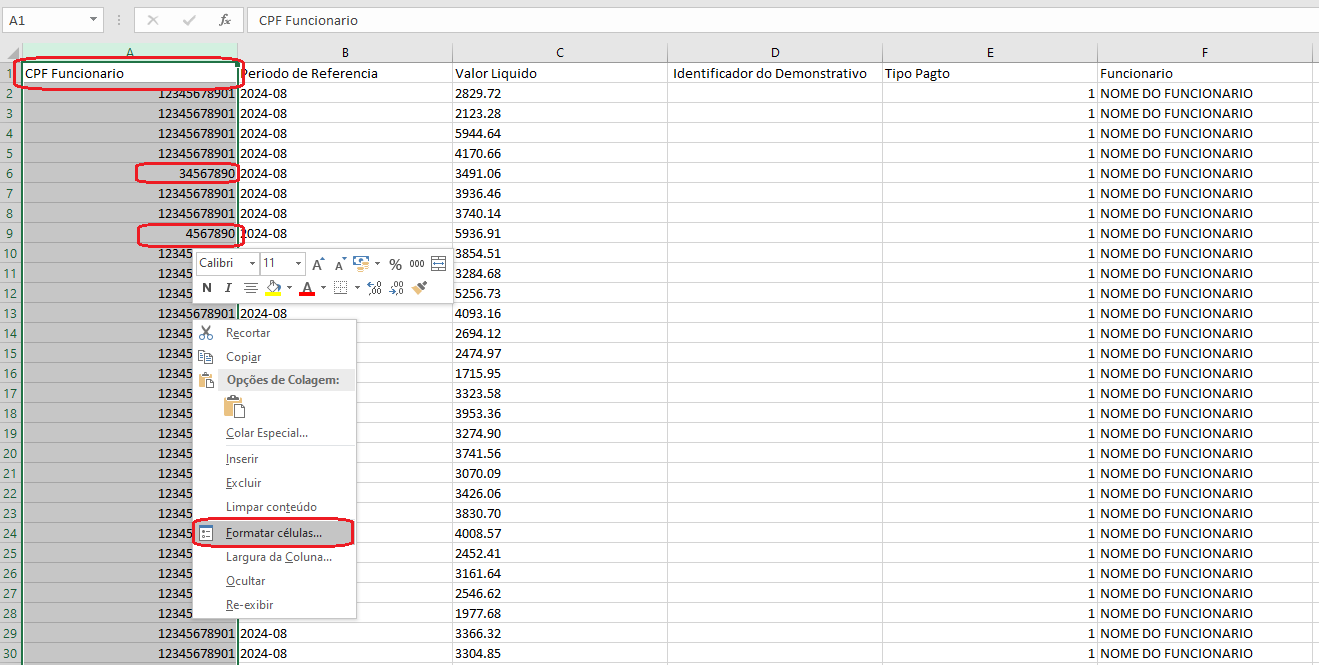 A1 fx CPF Funcionario
A B C D E F
1 CPF Funcionario Periodo de Referencia Valor Liquido Identificador do Demonstrativo Tipo Pagto Funcionario
2 12345678901 2024-08 2829.72 1 NOME DO FUNCIONARIO
3 12345678901 2024-08 2123.28 1 NOME DO FUNCIONARIO
4 12345678901 2024-08 5944.64 1 NOME DO FUNCIONARIO
5 12345678901 2024-08 4170.66 1 NOME DO FUNCIONARIO
6 34567890 2024-08 3491.06 1 NOME DO FUNCIONARIO
7 12345678901 2024-08 3936.46 1 NOME DO FUNCIONARIO
8 12345678901 2024-08 3740.14 1 NOME DO FUNCIONARIO
9 4567890 2024-08 5936.91 1 NOME DO FUNCIONARIO
10 12345 3854.51 1 NOME DO FUNCIONARIO
Calibri 11 A A % 000
11 12345 3284.68 1 NOME DO FUNCIONARIO
N I A ,00 ,00
12 12345 5256.73 1 NOME DO FUNCIONARIO
13 12345678901 2024-08 4093.16 1 NOME DO FUNCIONARIO
14 12345 Recortar 2694.12 1 NOME DO FUNCIONARIO
15 12345 Copiar 2474.97 1 NOME DO FUNCIONARIO
16 12345 Opções de Colagem: 1715.95 1 NOME DO FUNCIONARIO
17 12345 3323.58 1 NOME DO FUNCIONARIO
18 12345 3953.36 1 NOME DO FUNCIONARIO
19 12345 Colar Especial... 3274.90 1 NOME DO FUNCIONARIO
20 12345 Inserir 3741.56 1 NOME DO FUNCIONARIO
21 12345 Excluir 3070.09 1 NOME DO FUNCIONARIO
22 12345 Limpar conteúdo 3426.06 1 NOME DO FUNCIONARIO
23 12345 3830.70 1 NOME DO FUNCIONARIO
24 12345 Formatar células... 4008.57 1 NOME DO FUNCIONARIO
25 12345 Largura da Coluna... 2452.41 1 NOME DO FUNCIONARIO
26 12345 Ocultar 3161.64 1 NOME DO FUNCIONARIO
27 12345 Re-exibir 2546.62 1 NOME DO FUNCIONARIO
28 12345 1977.68 1 NOME DO FUNCIONARIO
29 12345678901 2024-08 3366.32 1 NOME DO FUNCIONARIO
30 12345678901 2024-08 3304.85 1 NOME DO FUNCIONARIO